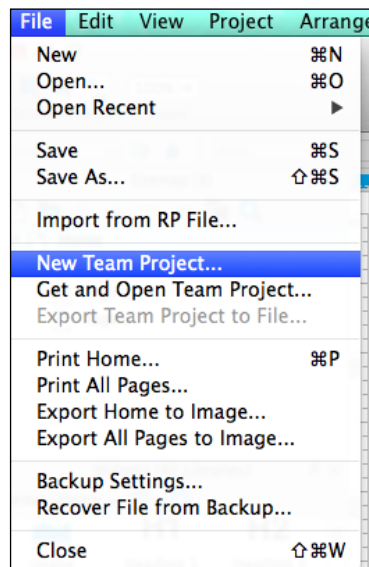 File Edit View Project Arrange
New ⌘N
Open... ⌘O
Open Recent ▶
Save ⌘S
Save As... ⇧⌘S
Import from RP File...
New Team Project...
Get and Open Team Project...
Export Team Project to File...
Print Home... ⌘P
Print All Pages...
Export Home to Image...
Export All Pages to Image...
Backup Settings...
Recover File from Backup...
Close ⇧⌘W